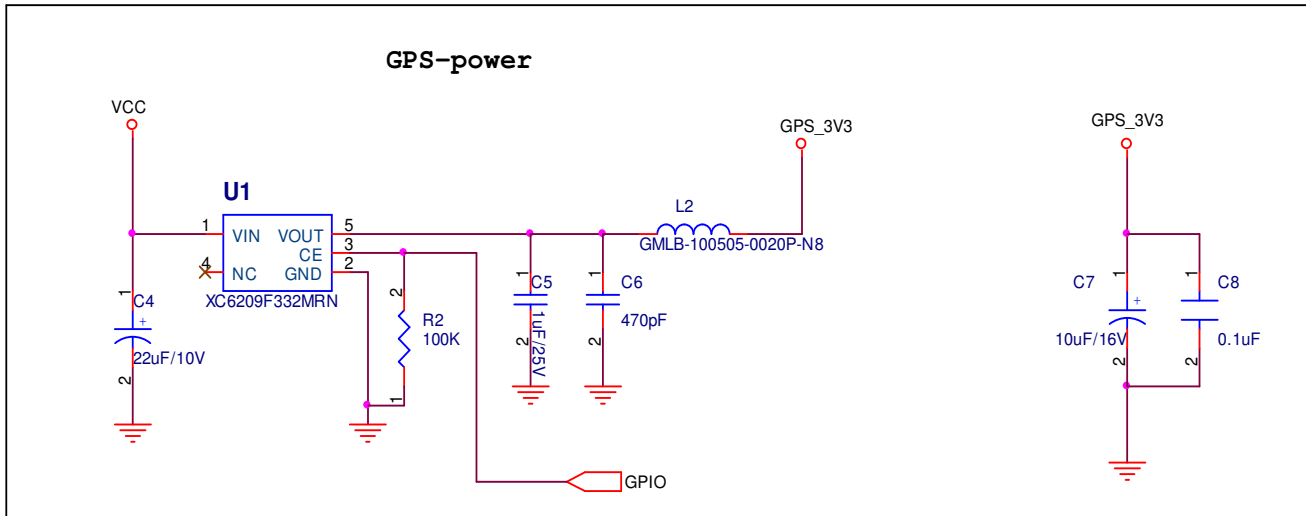 GPS-power
VCC
GPS_3V3
GPS_3V3
U1
L2
GMLB-100505-0020P-N8
1
VIN
VOUT
5
CE
3
4
NC
GND
2
XC6209F332MRN
1
C4
+
22uF/10V
2
2
R2
100K
1
1
C5
1uF/25V
2
1
C6
470pF
2
1
C7
+
10uF/16V
2
1
C8
0.1uF
2
GPIO